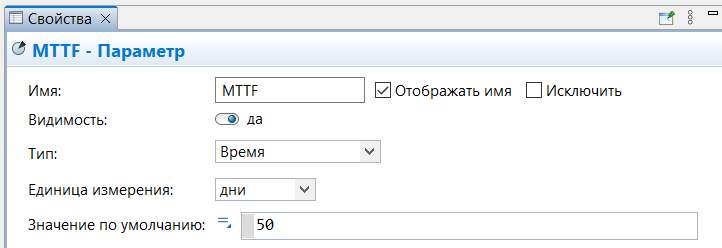 Свойства
MTTF - Параметр
Имя: MTTF Отображать имя Исключить
Видимость: да
Тип: Время
Единица измерения: дни
Значение по умолчанию: 50